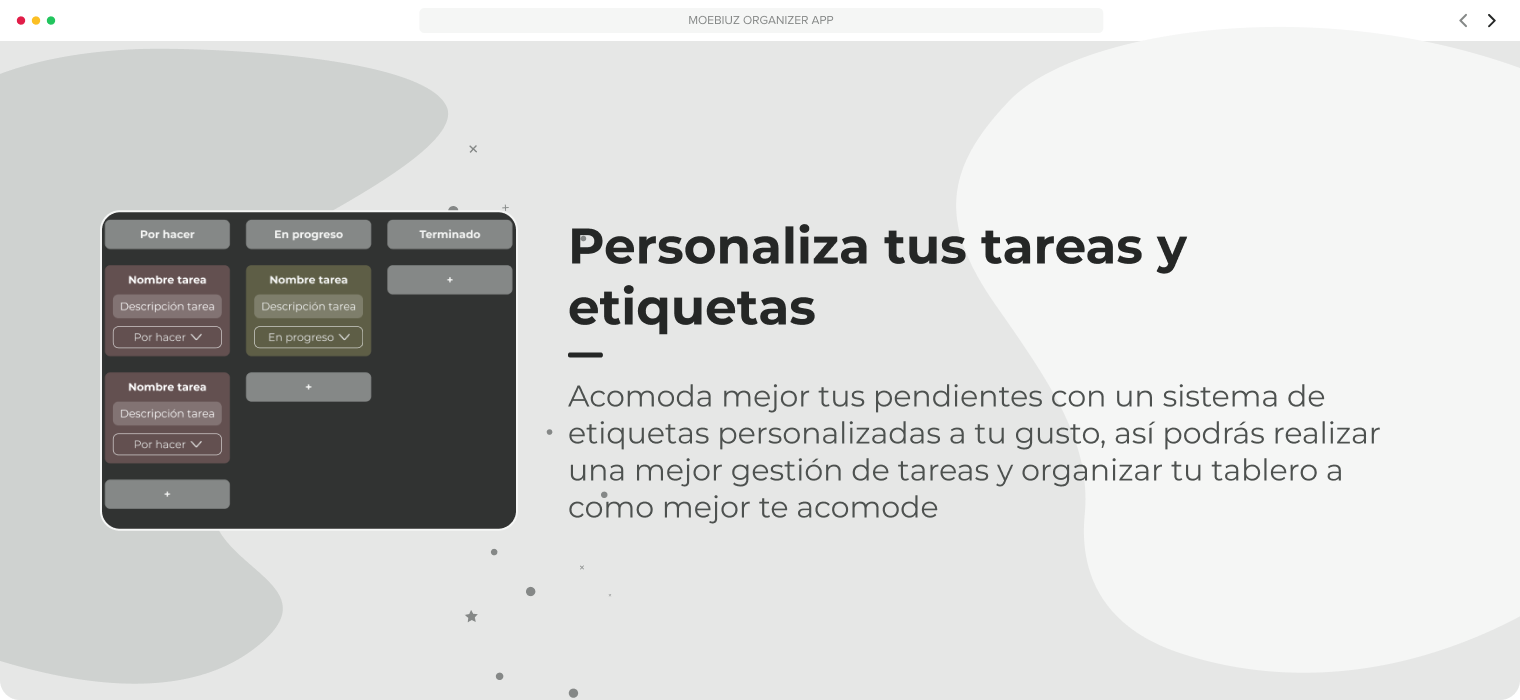 MOEBIUZ ORGANIZER APP
Por hacer
En progreso
Terminado
Nombre tarea
Descripción tarea
Por hacer
Nombre tarea
Descripción tarea
En progreso
+
Nombre tarea
Descripción tarea
Por hacer
+
+
Personaliza tus tareas y
etiquetas
Acomoda mejor tus pendientes con un sistema de
etiquetas personalizadas a tu gusto, así podrás realizar
una mejor gestión de tareas y organizar tu tablero a
como mejor te acomode